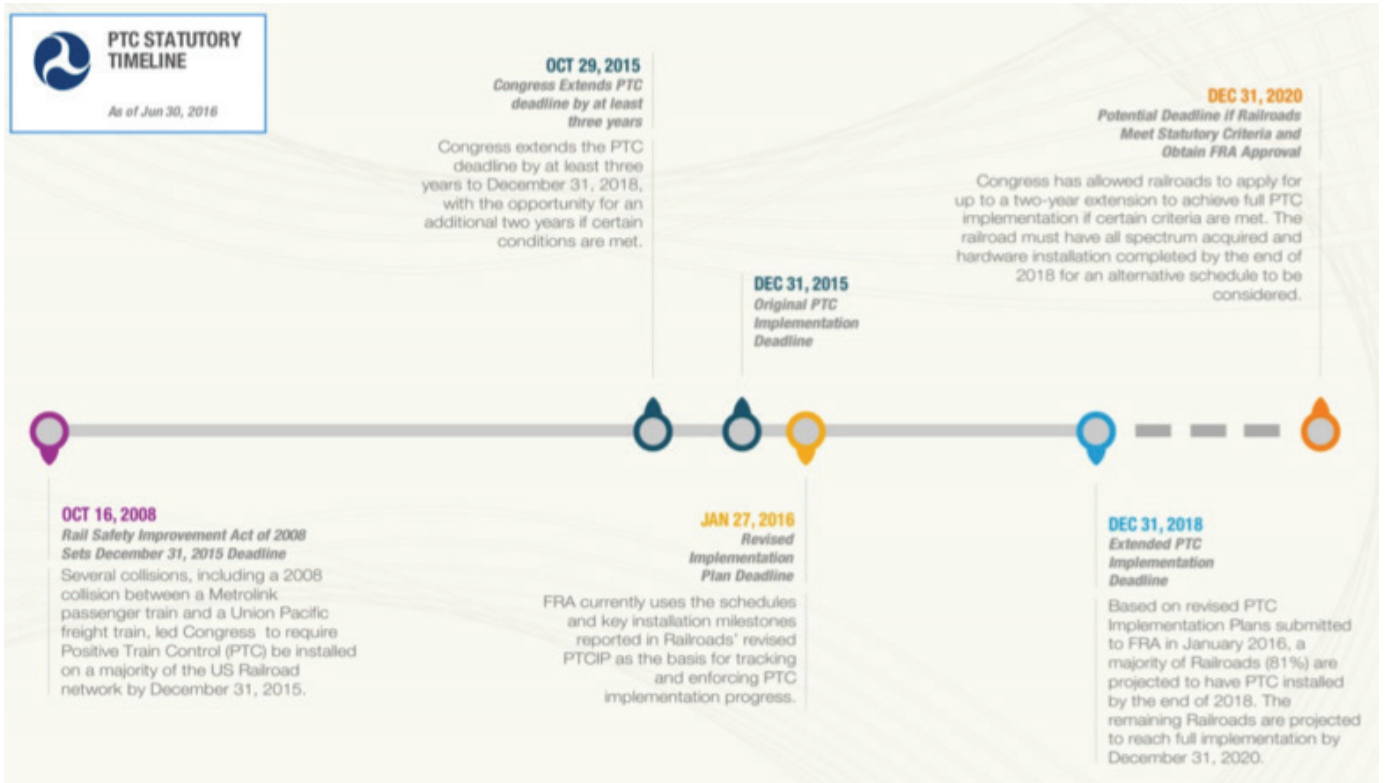 PTC STATUTORY
TIMELINE
As of Jun 30, 2016
OCT 29, 2015
Congress Extends PTC
deadline by at least
three years
Congress extends the PTC
deadline by at least three
years to December 31, 2018,
with the opportunity for an
additional two years if certain
conditions are met.
DEC 31, 2015
Original PTC
Implementation
Deadline
DEC 31, 2020
Potential Deadline if Railroads
Meet Statutory Criteria and
Obtain FRA Approval
Congress has allowed railroads to apply for
up to a two-year extension to achieve full PTC
implementation if certain criteria are met. The
railroad must have all spectrum acquired and
hardware installation completed by the end of
2018 for an alternative schedule to be
considered.
OCT 16, 2008
Rail Safety Improvement Act of 2008
Sets December 31, 2015 Deadline
Several collisions, including a 2008
collision between a Metrolink
passenger train and a Union Pacific
freight train, led Congress to require
Positive Train Control (PTC) be installed
on a majority of the US Railroad
network by December 31, 2015.
JAN 27, 2016
Revised
Implementation
Plan Deadline
FRA currently uses the schedules
and key installation milestones
reported in Railroads' revised
PTCIP as the basis for tracking
and enforcing PTC
implementation progress.
DEC 31, 2018
Extended PTC
Implementation
Deadline
Based on revised PTC
Implementation Plans submitted
to FRA in January 2016, a
majority of Railroads (81%) are
projected to have PTC installed
by the end of 2018. The
remaining Railroads are projected
to reach full implementation by
December 31, 2020.